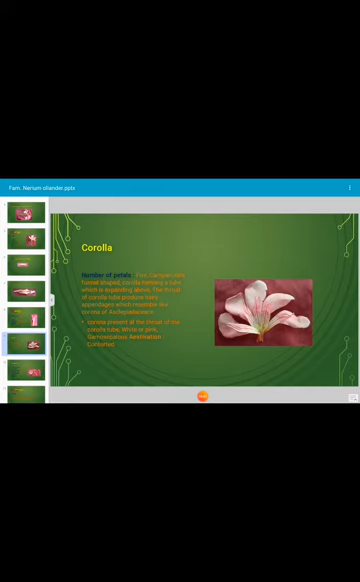 Fam Nerium oliander.pptx
Corolla
Number of petals : Five, Campanulate
funnel shaped, corolla forming a tube
which is expanding above. The throat
of corolla tube produce hairy
appendages which resemble like
corona of Asclepiadaceae.
• corona present at the throat of the
corolla tube, White or pink,
Gamopetalous Aestivation
Contorted